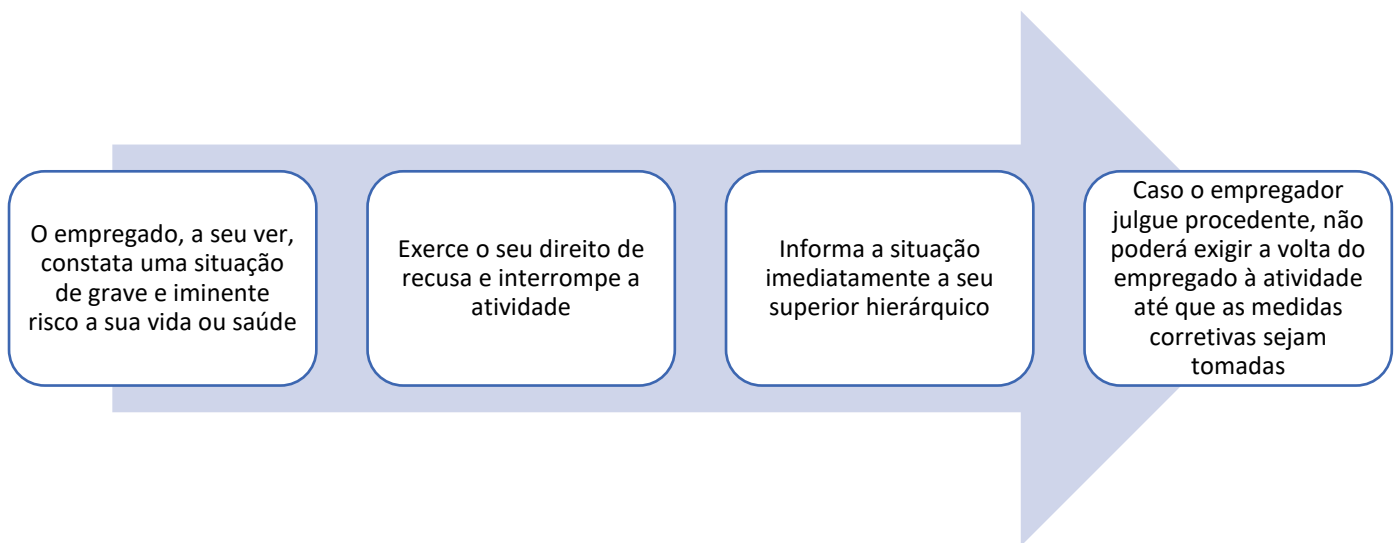 O empregado, a seu ver,
constata uma situação
de grave e iminente
risco a sua vida ou saúde
Exerce o seu direito de
recusa e interrompe a
atividade
Informa a situação
imediatamente a seu
superior hierárquico
Caso o empregador
julgue procedente, não
poderá exigir a volta do
empregado à atividade
até que as medidas
corretivas sejam
tomadas